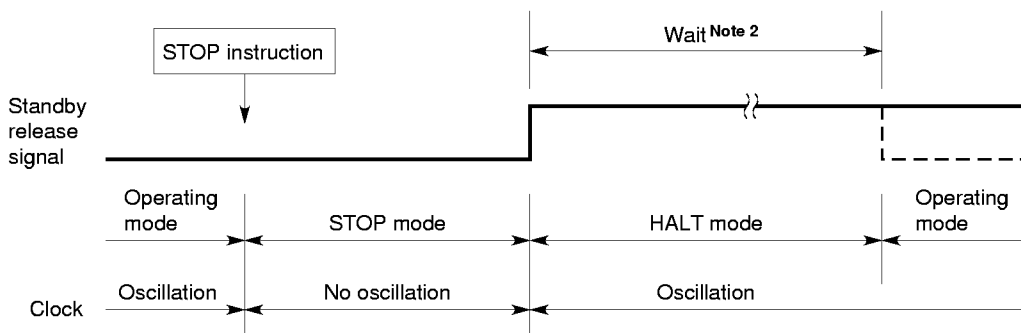 Wait Note 2
STOP instruction
Standby
release
signal
Operating
mode
STOP mode
HALT mode
Operating
mode
Clock
Oscillation
No oscillation
Oscillation